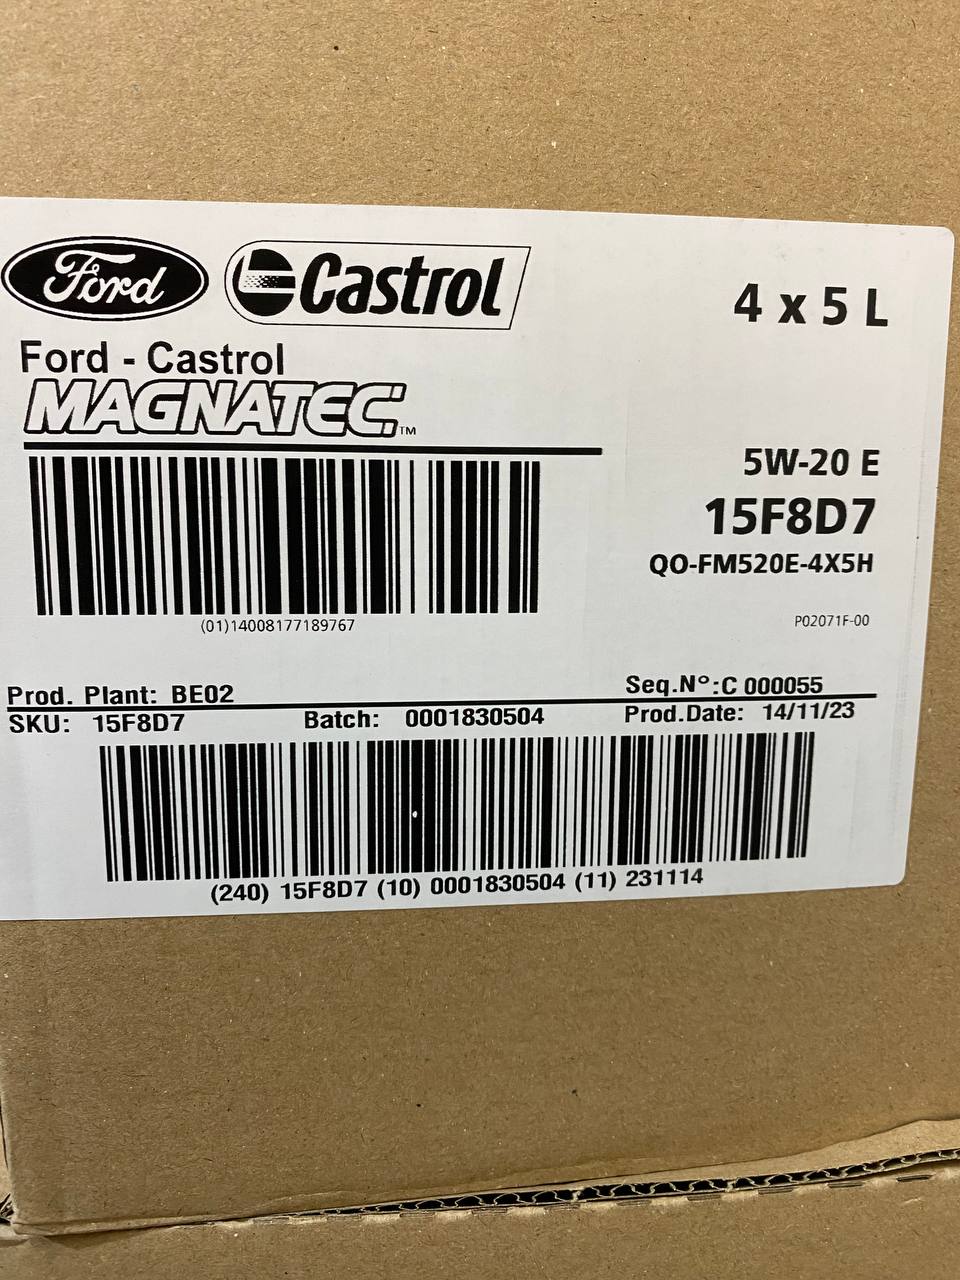 Ford Castrol
4 x 5 L
Ford - Castrol
MAGNATEC™
5W-20 E
15F8D7
QO-FM520E-4X5H
(01)14008177189767
P02071F-00
Prod. Plant: BE02
Seq.N°:C 000055
SKU: 15F8D7 Batch: 0001830504 Prod.Date: 14/11/23
(240) 15F8D7 (10) 0001830504 (11) 231114